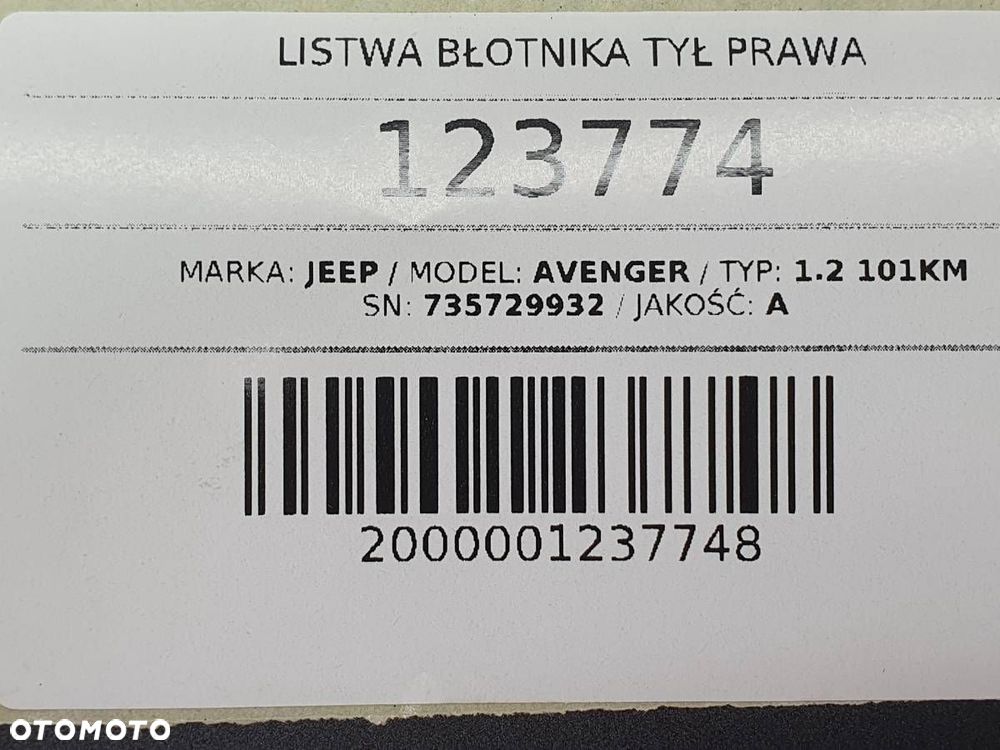 LISTWA BŁOTNIKA TYŁ PRAWA
123774
MARKA: JEEP / MODEL: AVENGER / TYP: 1.2 101KM
SN: 735729932 / JAKOŚĆ: A
2000001237748
OTOMOTO